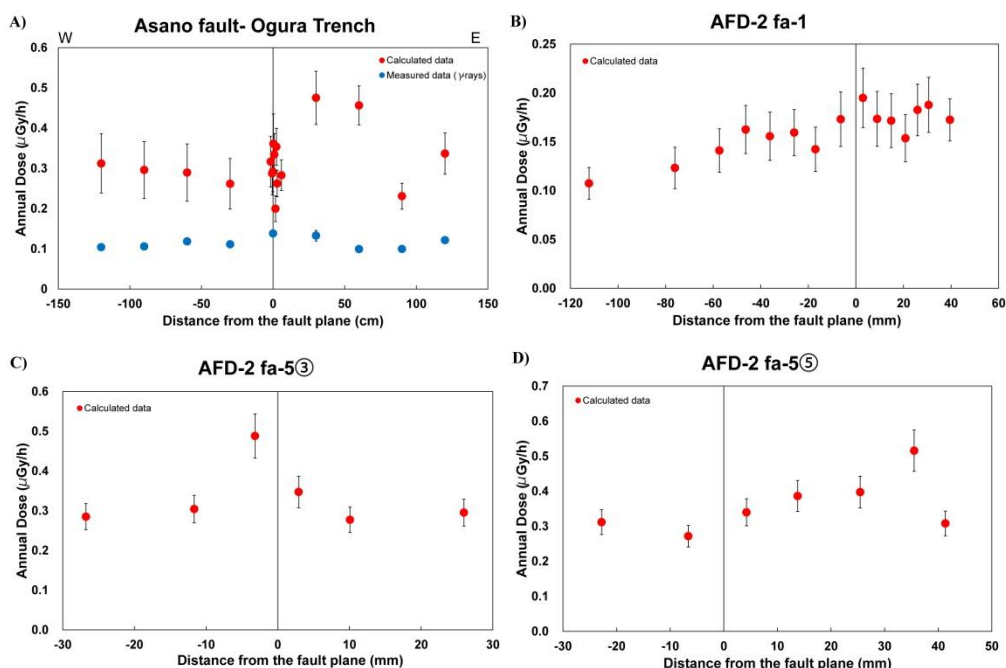 A)
Asano fault- Ogura Trench
W
E
Calculated data
Measured data (γ-rays)
0.6
0.5
0.4
0.3
0.2
0.1
0
Annual Dose (μGy/h)
-150 -100 -50 0 50 100 150
Distance from the fault plane (cm)
B)
AFD-2 fa-1
Calculated data
0.25
0.20
0.15
0.10
0.05
0.00
Annual Dose (μGy/h)
-120 -100 -80 -60 -40 -20 0 20 40 60
Distance from the fault plane (mm)
C)
AFD-2 fa-5③
Calculated data
0.6
0.5
0.4
0.3
0.3
0.1
0.0
Annual Dose (μGy/h)
-30 -20 -10 0 10 20 30
Distance from the fault plane (mm)
D)
AFD-2 fa-5⑤
Calculated data
0.7
0.6
0.5
0.4
0.3
0.2
0.1
0.0
Annual Dose (μGy/h)
-30 -20 -10 0 10 20 30 40 50
Distance from the fault plane (mm)